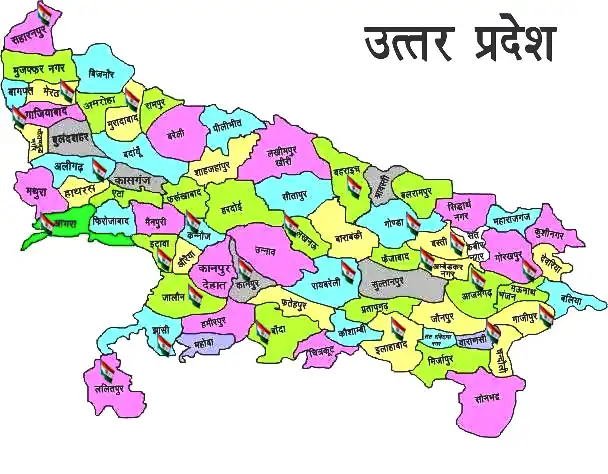 उत्तर प्रदेश
सहारनपुर
मुजफ्फर नगर
बिजनौर
बागपत
मेरठ
अमरोहा
रामपुर
गाजियाबाद
मुरादाबाद
बरेली
पीलीभीत
बुलंदशहर
बदांयू
शाहजहापुर
लखीमपुर
खीरी
बहराइच
श्रावस्ती
बलरामपुर
अलीगढ़
कासगंज
मथुरा
हाथरस
एटा
फर्रुखाबाद
हरदोई
सीतापुर
गोण्डा
सिद्धार्थ
नगर
महाराजगंज
कुशीनगर
आगरा
फिरोजाबाद
मैनपुरी
कन्नौज
लखनऊ
बाराबंकी
बस्ती
संत
कबीर
नगर
गोरखपुर
देवरिया
इटावा
औरैया
कानपुर
देहात
उन्नाव
फैजाबाद
अम्बेडकर
नगर
जालौन
कानपुर
रायबरेली
सुल्तानपुर
आजमगढ़
मऊनाथ
भंजन
बलिया
झासी
हमीरपुर
फतेहपुर
प्रतापगढ़
जौनपुर
गाजीपुर
महोबा
बाँदा
कौशाम्बी
इलाहाबाद
वाराणसी
चन्दौली
ललितपुर
चित्रकूट
मिर्जापुर
सोनभद्र